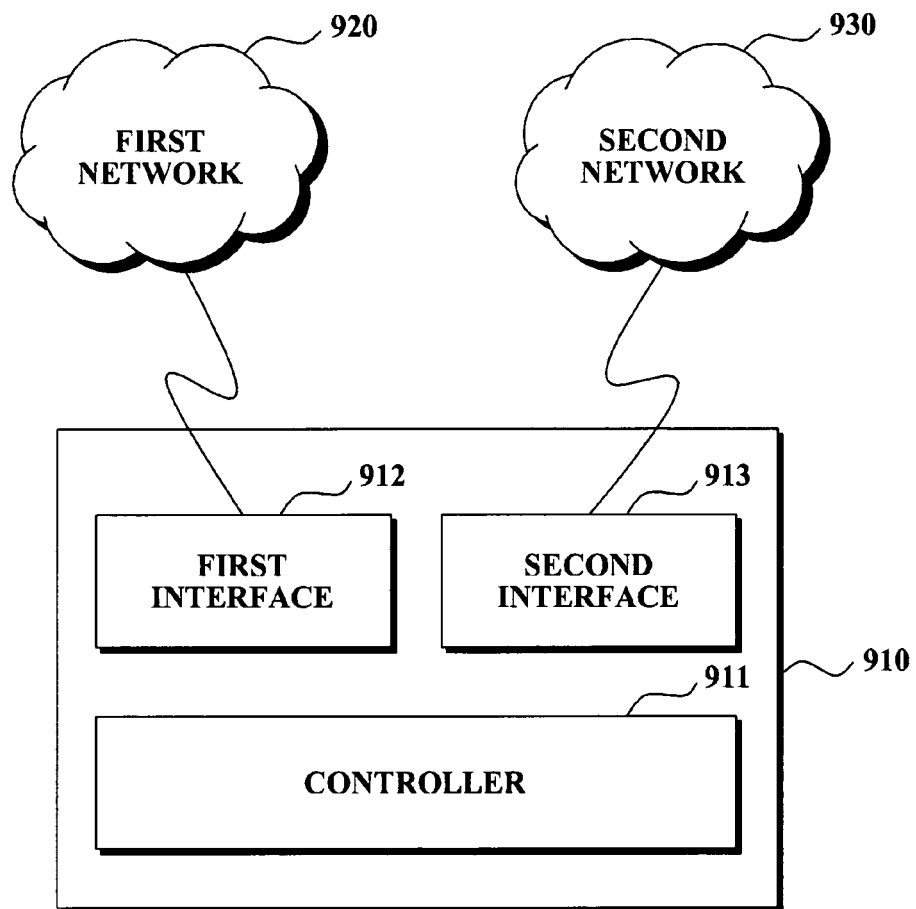 920
930
FIRST
NETWORK
SECOND
NETWORK
912
913
FIRST
INTERFACE
SECOND
INTERFACE
910
911
CONTROLLER